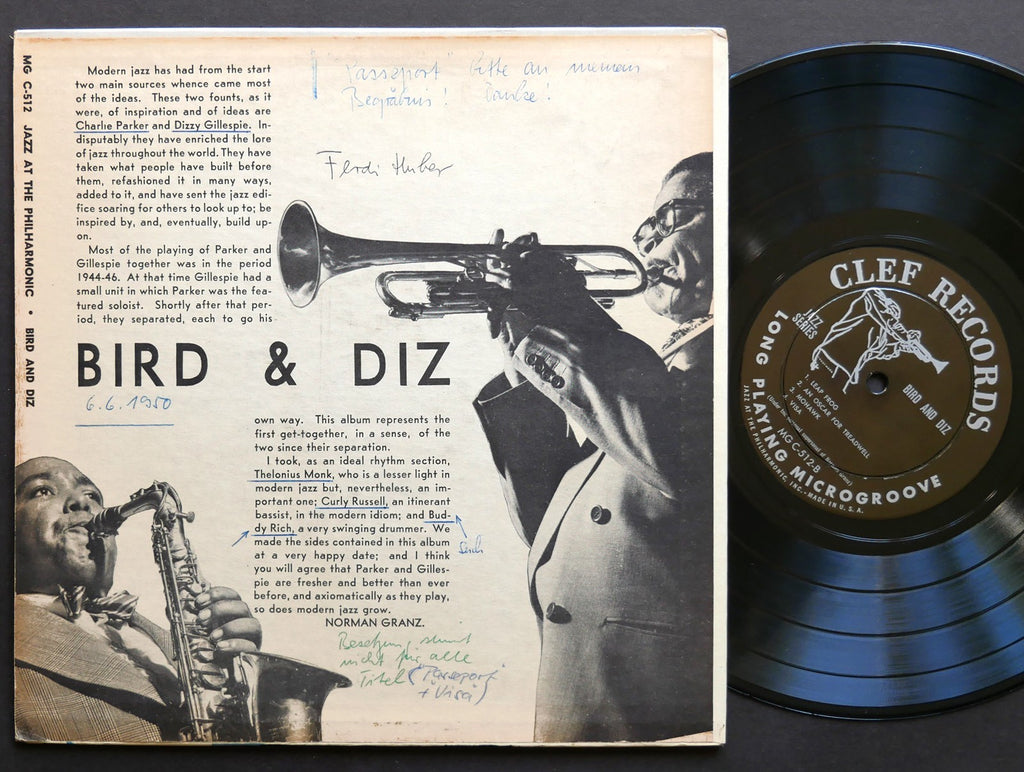 MG C-512 JAZZ AT THE PHILHARMONIC • BIRD AND DIZ
Modern jazz has had from the start
two main sources whence came most
of the ideas. These two founts, as it
were, of inspiration and of ideas are
Charlie Parker and Dizzy Gillespie. In-
disputably they have enriched the lore
of jazz throughout the world. They have
taken what people have built before
them, refashioned it in many ways,
added to it, and have sent the jazz edi-
fice soaring for others to look up to; be
inspired by, and, eventually, build up-
on.
Most of the playing of Parker and
Gillespie together was in the period
1944-46. At that time Gillespie had a
small unit in which Parker was the fea-
tured soloist. Shortly after that per-
iod, they separated, each to go his
Passport bitte an meinem
Begräbnis! Danke!
Ferdi Huber
BIRD & DIZ
6.6.1950
own way. This album represents the
first get-together, in a sense, of the
two since their separation.
I took, as an ideal rhythm section,
Thelonius Monk, who is a lesser light in
modern jazz but, nevertheless, an im-
portant one; Curly Russell, an itinerant
bassist, in the modern idiom; and Bud-
dy Rich, a very swinging drummer. We
made the sides contained in this album
at a very happy date; and I think
you will agree that Parker and Gilles-
pie are fresher and better than ever
before, and axiomatically as they play,
so does modern jazz grow.
NORMAN GRANZ.
Besetzung stimmt
nicht für alle
Titel (Passport
+ Visa)
CLEF RECORDS
JAZZ SERIES
BIRD AND DIZ
1. LEAP FROG
2. AN OSCAR FOR TREADWELL
3. MOHAWK
4. VISA
MG C-512-B
LONG PLAYING MICROGROOVE
JAZZ AT THE PHILHARMONIC, INC.-MADE IN U.S.A.